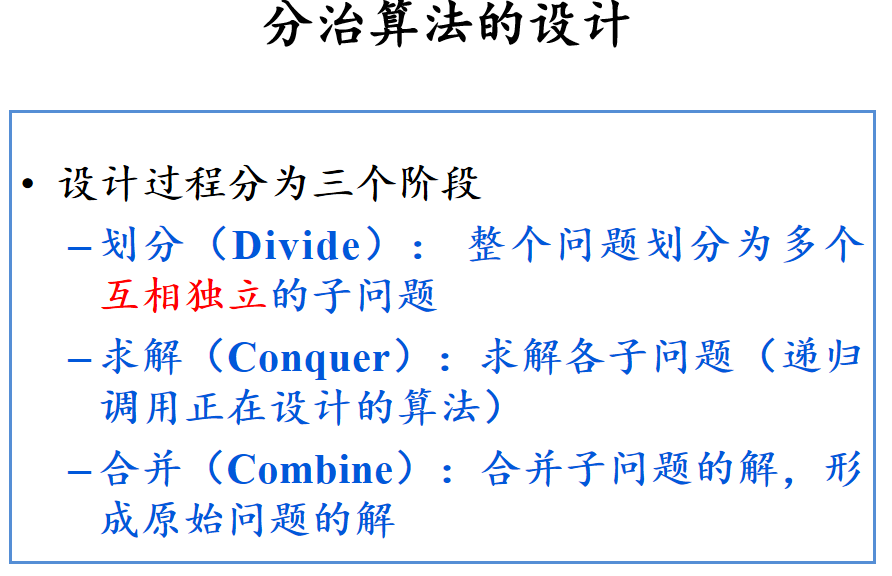 分治算法的设计
• 设计过程分为三个阶段
–划分（Divide）： 整个问题划分为多个
互相独立的子问题
–求解（Conquer）：求解各子问题（递归
调用正在设计的算法）
–合并（Combine）：合并子问题的解，形
成原始问题的解